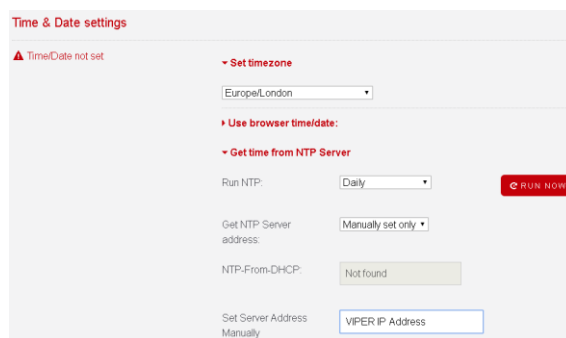 Time & Date settings
Time/Date not set
Set timezone
Europe/London
Use browser time/date:
Get time from NTP Server
Run NTP:
Daily
RUN NOW
Get NTP Server
address:
Manually set only
NTP-From-DHCP:
Not found
Set Server Address
Manually
VIPER IP Address